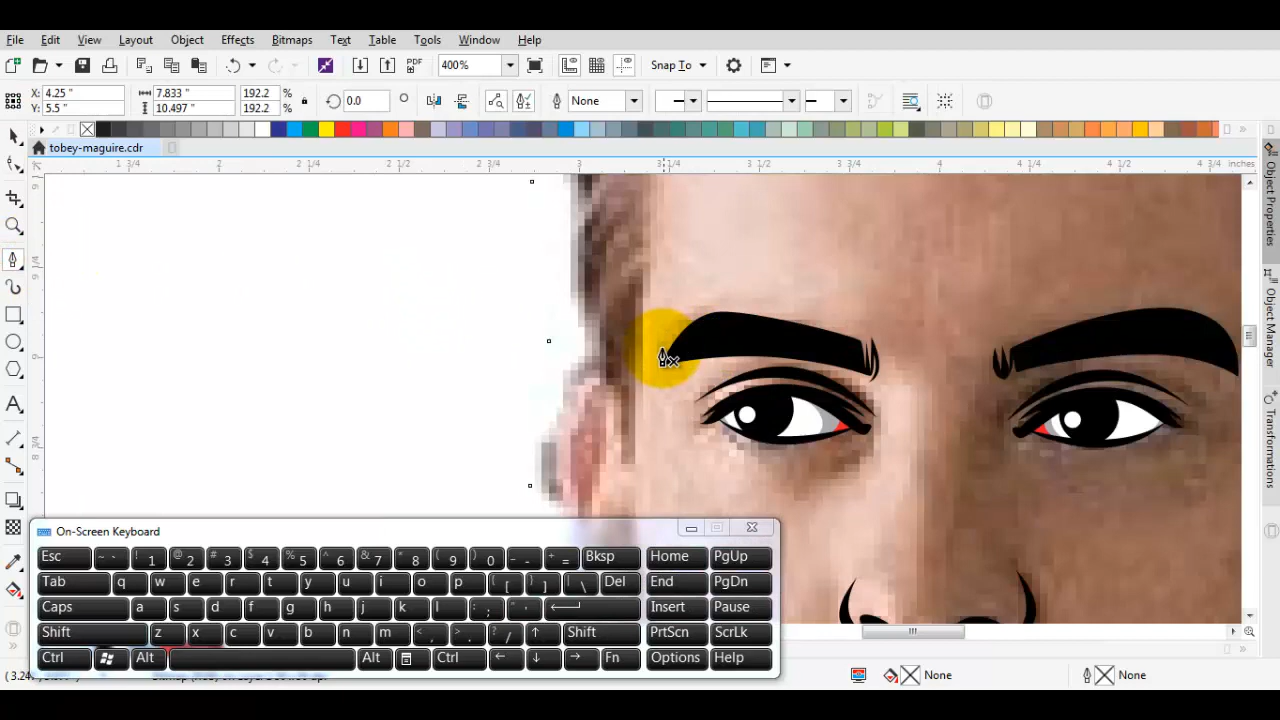 File Edit View Layout Object Effects Bitmaps Text Table Tools Window Help
PDF 400% Snap To
X: 4.25 " 7.833 " 192.2 % 0.0 None
Y: 5.5 " 10.497 " 192.2 %
tobey-maguire.cdr
1 3/4 2 2 1/4 2 1/2 2 3/4 3 3 1/4 3 1/2 3 3/4 4 4 1/4 4 1/2 4 3/4 inches
Object Properties
Object Manager
Transformations
On-Screen Keyboard
Esc ~ ` ! 1 @ 2 # 3 $ 4 % 5 ^ 6 & 7 * 8 ( 9 ) 0 _ - + = Bksp Home PgUp
Tab q w e r t y u i o p { [ } ] | \ Del End PgDn
Caps a s d f g h j k l : ; " ' Insert Pause
Shift z x c v b n m < , > . ? / ↑ Shift PrtScn ScrLk
Ctrl Alt Alt Ctrl ← ↓ → Fn Options Help
None None